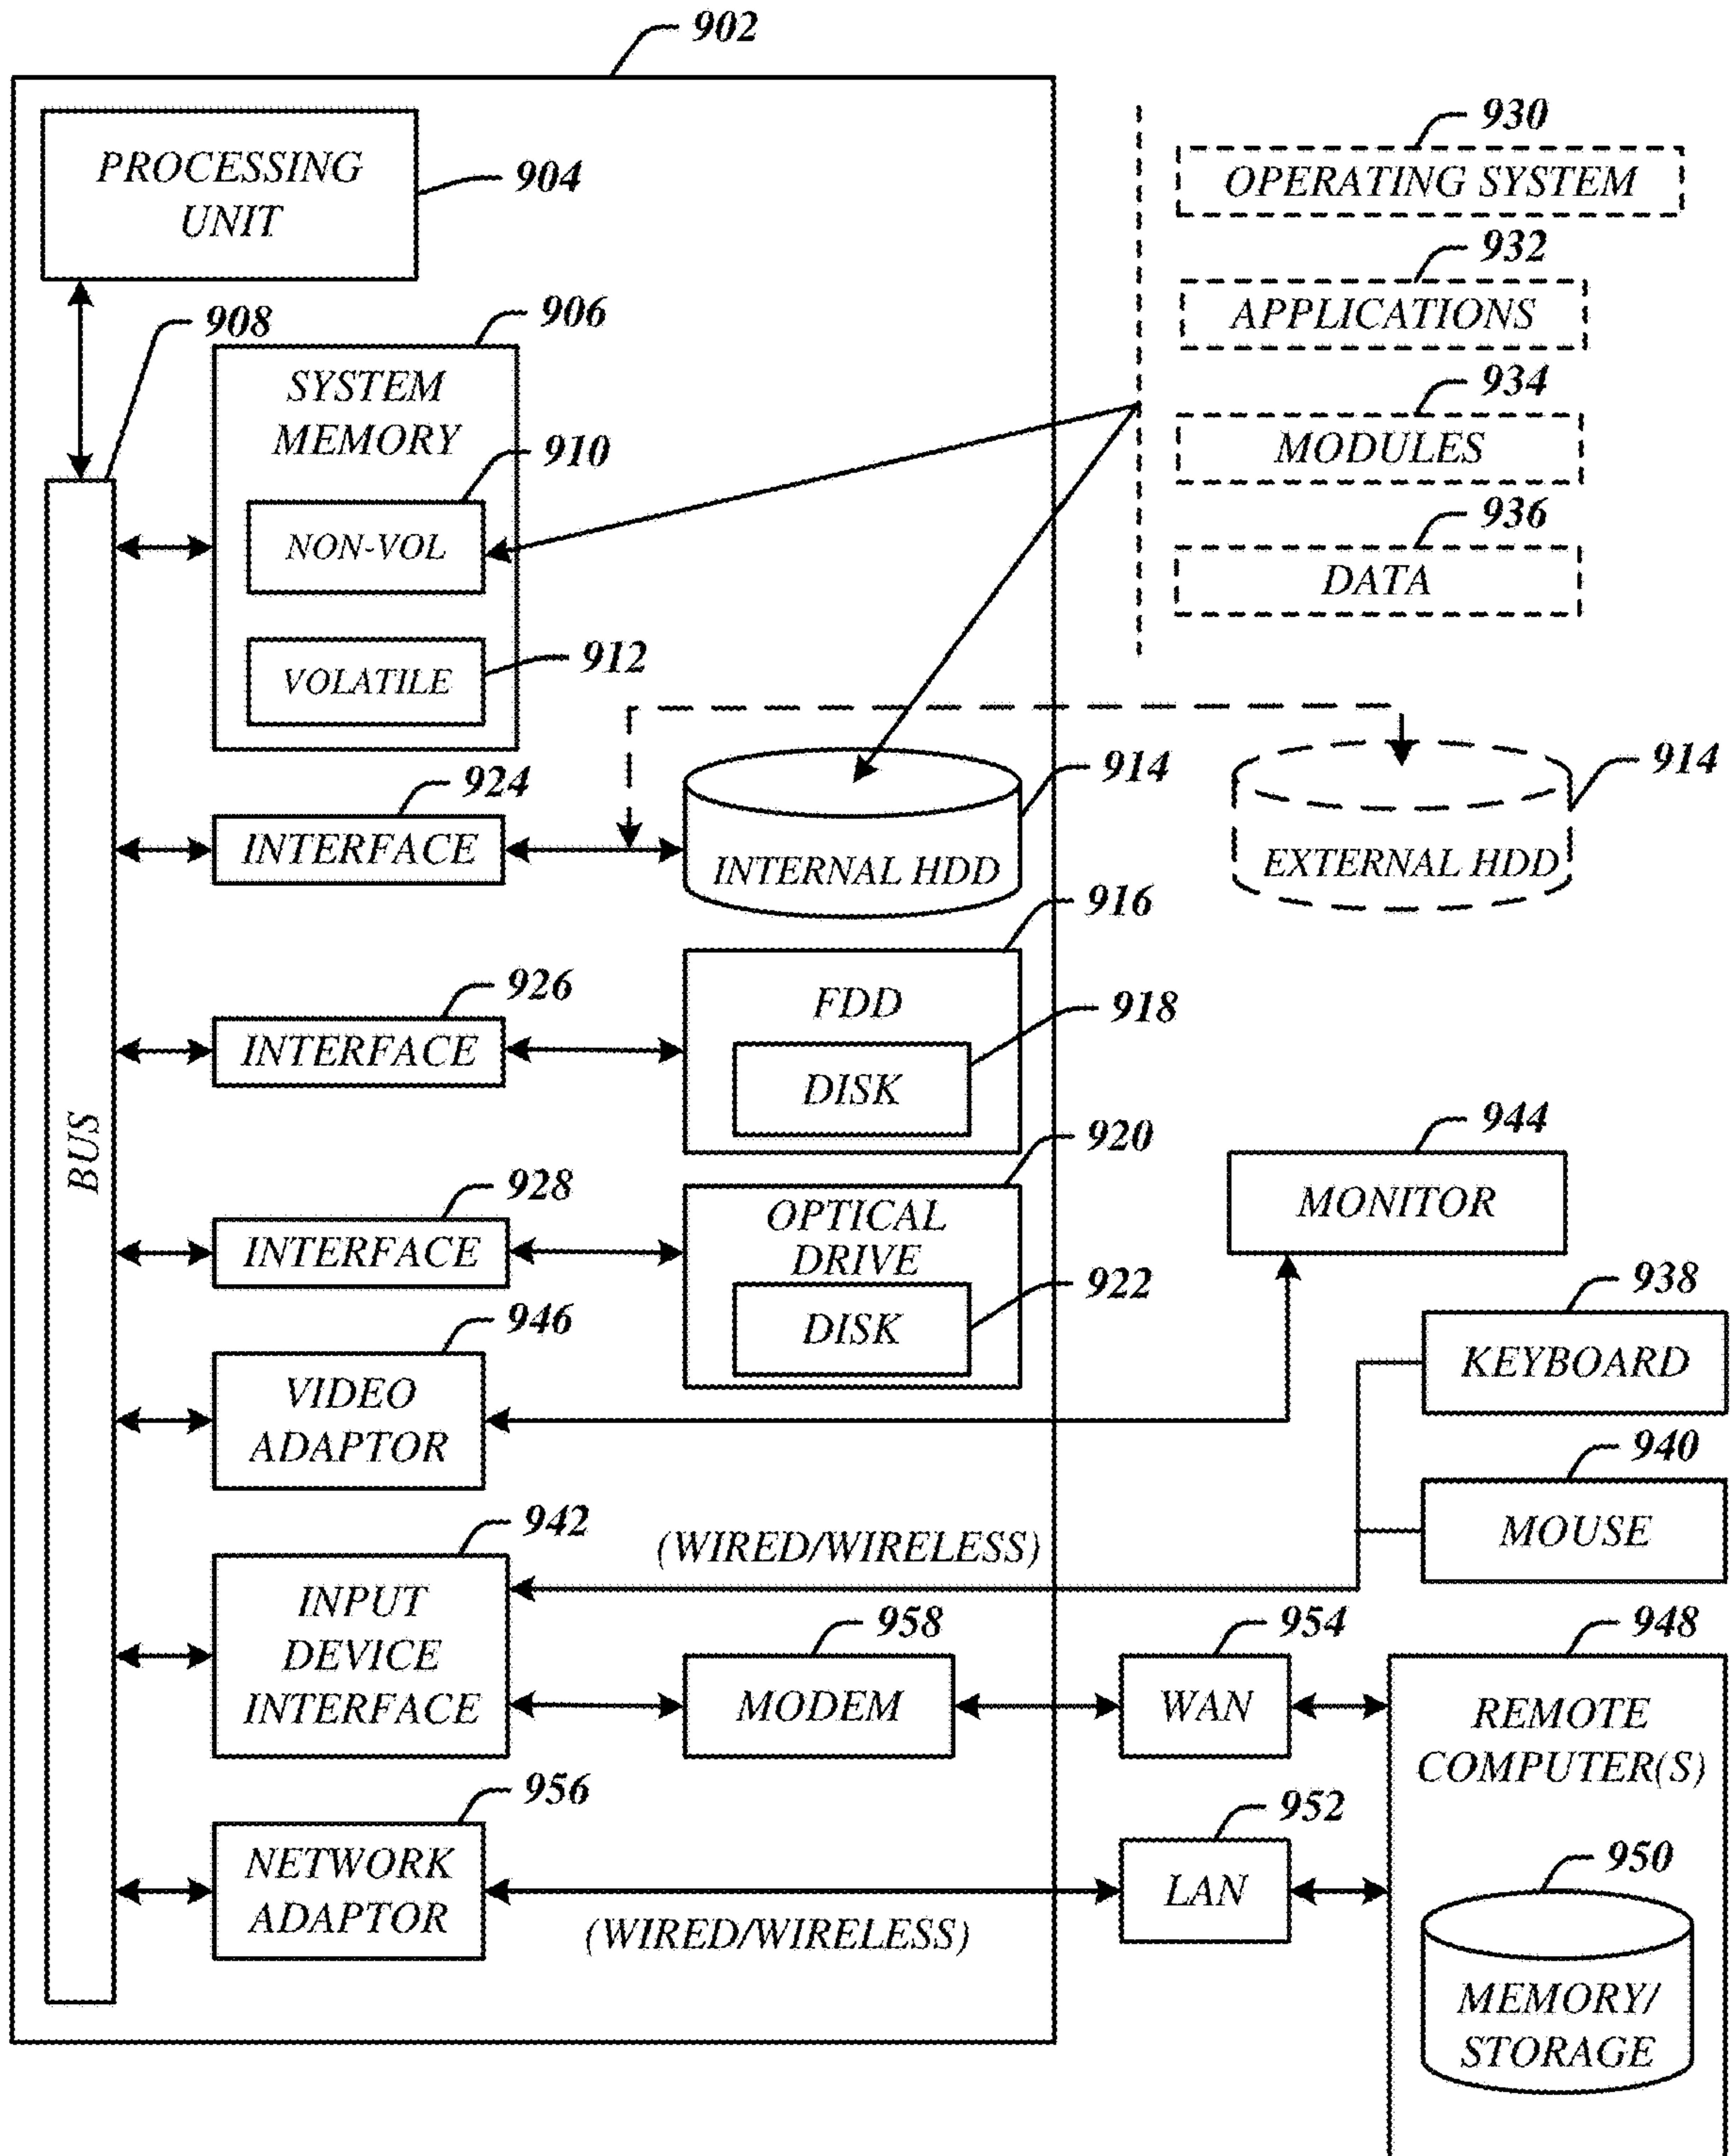 902
PROCESSING
UNIT
904
930
OPERATING SYSTEM
932
APPLICATIONS
934
MODULES
936
DATA
908
906
SYSTEM
MEMORY
910
NON-VOL
912
VOLATILE
BUS
924
INTERFACE
914
INTERNAL HDD
914
EXTERNAL HDD
916
926
INTERFACE
FDD
918
DISK
920
928
INTERFACE
OPTICAL
DRIVE
922
DISK
944
MONITOR
938
KEYBOARD
946
VIDEO
ADAPTOR
940
MOUSE
942
INPUT
DEVICE
INTERFACE
(WIRED/WIRELESS)
958
MODEM
954
WAN
948
REMOTE
COMPUTER(S)
956
NETWORK
ADAPTOR
(WIRED/WIRELESS)
952
LAN
950
MEMORY/
STORAGE